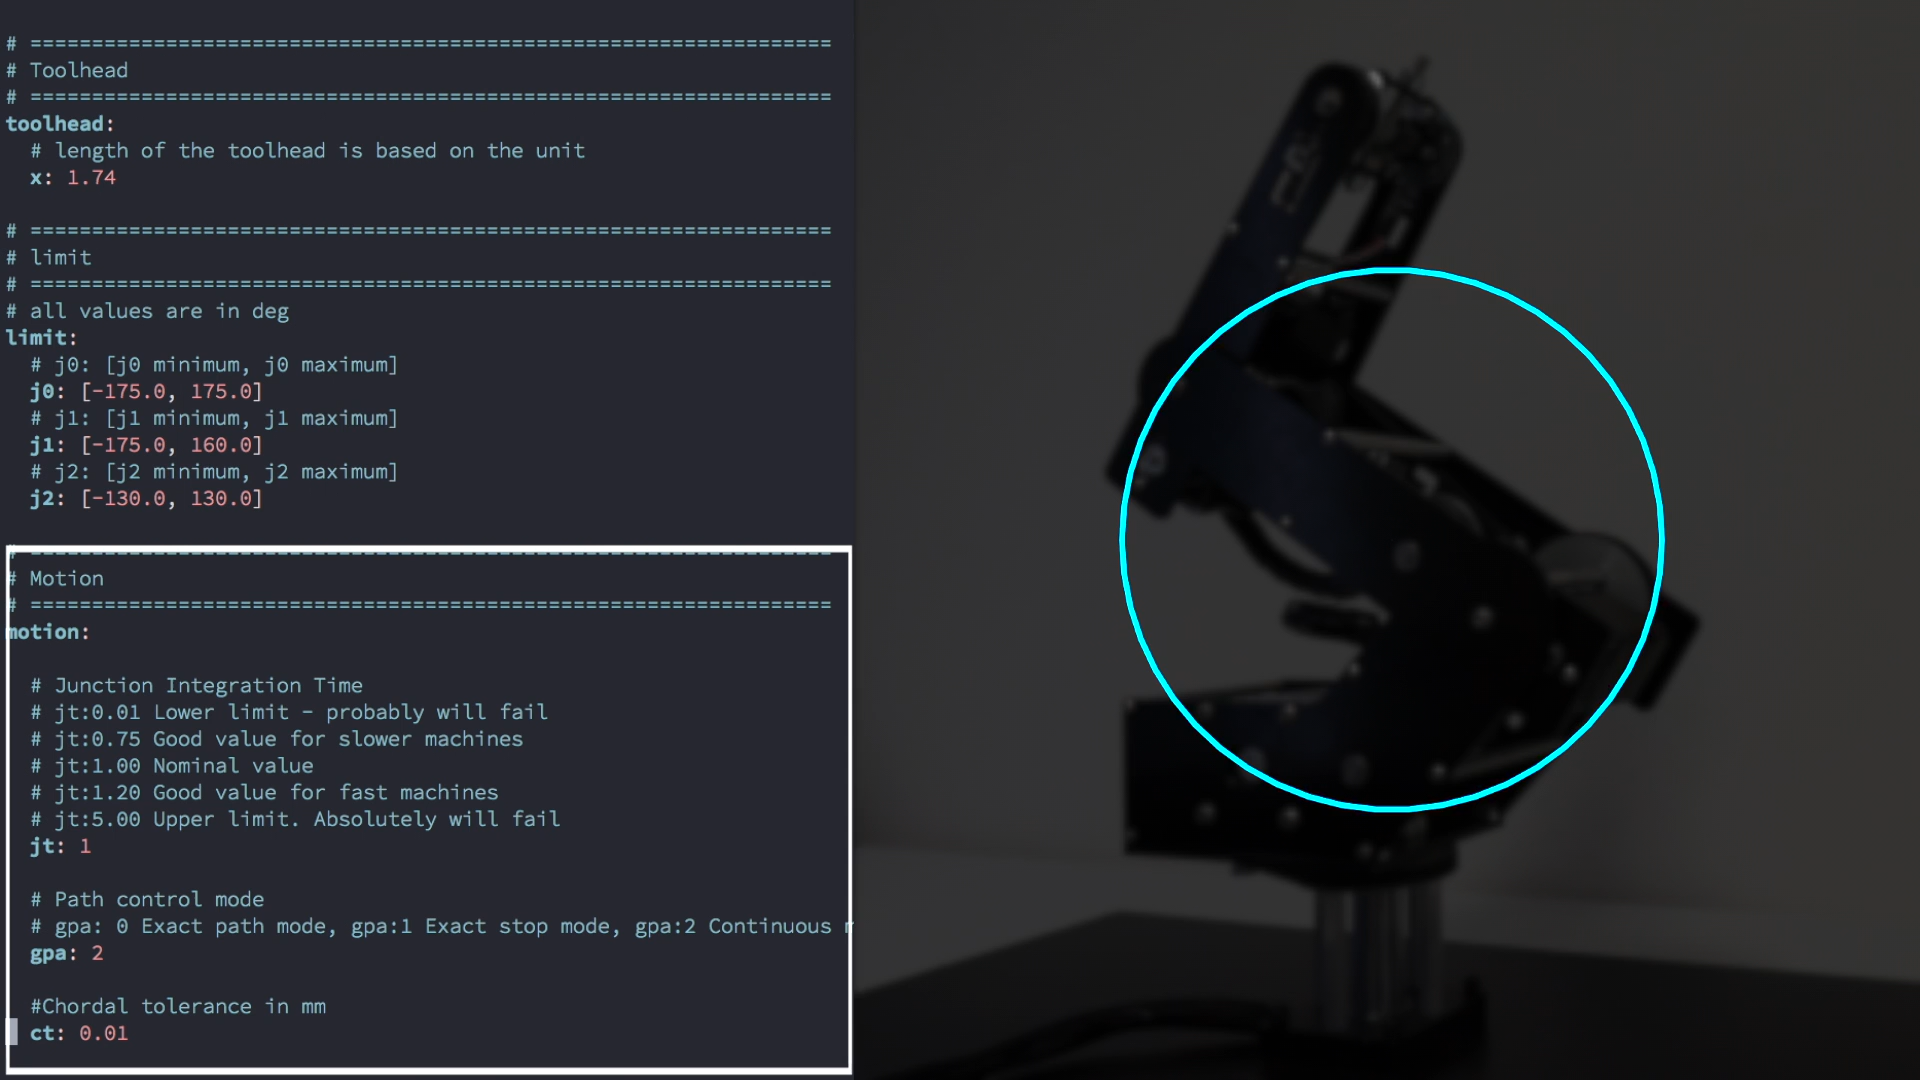 # =================================================================
# Toolhead
# =================================================================
toolhead:
# length of the toolhead is based on the unit
x: 1.74
# =================================================================
# limit
# =================================================================
# all values are in deg
limit:
# j0: [j0 minimum, j0 maximum]
j0: [-175.0, 175.0]
# j1: [j1 minimum, j1 maximum]
j1: [-175.0, 160.0]
# j2: [j2 minimum, j2 maximum]
j2: [-130.0, 130.0]
# =================================================================
# Motion
# =================================================================
motion:
# Junction Integration Time
# jt:0.01 Lower limit - probably will fail
# jt:0.75 Good value for slower machines
# jt:1.00 Nominal value
# jt:1.20 Good value for fast machines
# jt:5.00 Upper limit. Absolutely will fail
jt: 1
# Path control mode
# gpa: 0 Exact path mode, gpa:1 Exact stop mode, gpa:2 Continuous
gpa: 2
#Chordal tolerance in mm
ct: 0.01